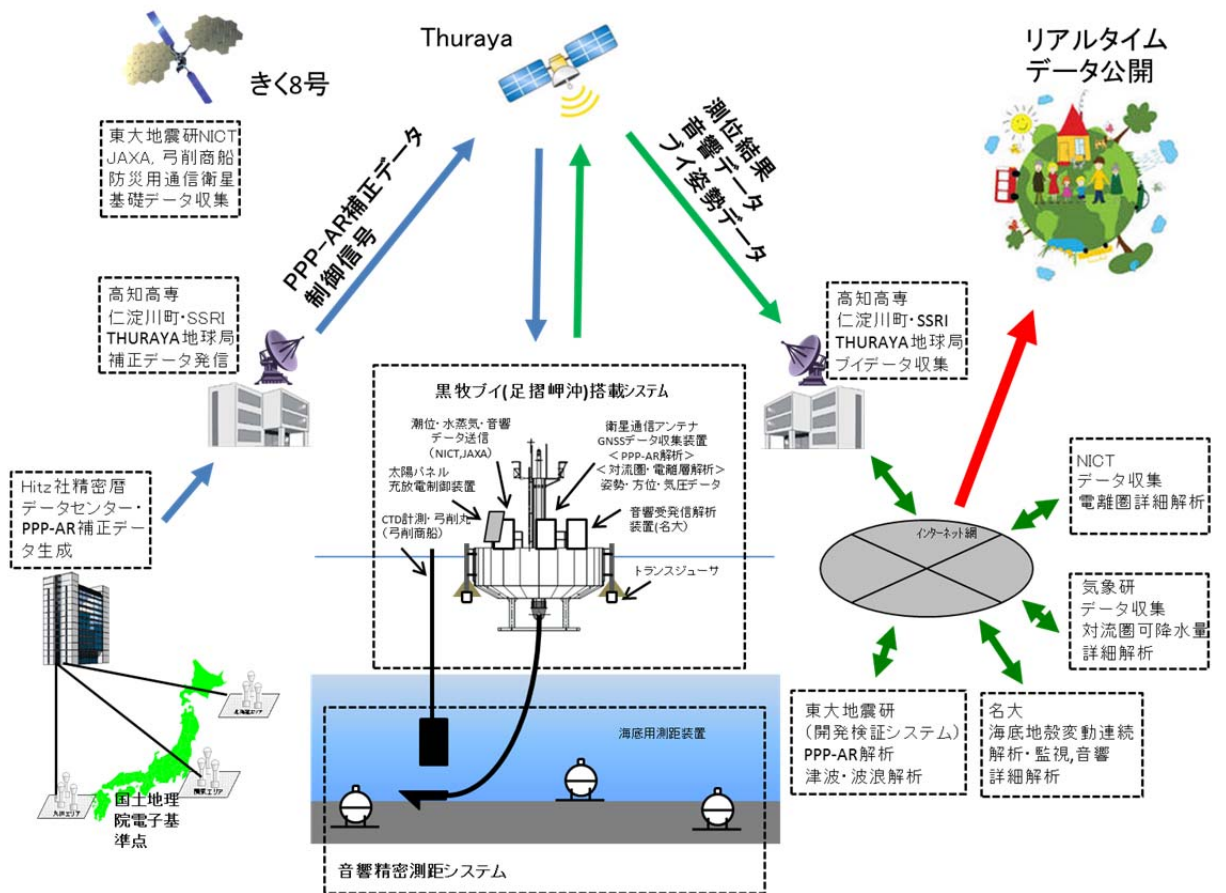 きく8号
Thuraya
リアルタイム
データ公開
東大地震研NICT
JAXA, 弓削商船
防災用通信衛星
基礎データ収集
PPP-AR補正データ
制御信号
測位結果
音響データ
ブイ姿勢データ
高知高専
仁淀川町・SSRI
THURAYA地球局
補正データ発信
高知高専
仁淀川町・SSRI
THURAYA地球局
ブイデータ収集
黒牧ブイ(足摺岬沖)搭載システム
潮位・水蒸気・音響
データ送信
(NICT,JAXA)
衛星通信アンテナ
GNSSデータ収集装置
<PPP-AR解析>
<対流圏・電離層解析>
姿勢・方位・気圧データ
太陽パネル
充放電制御装置
CTD計測・弓削丸
(弓削商船)
音響受発信解析
装置(名大)
トランスジューサ
Hitz社精密暦
データセンター・
PPP-AR補正デー
タ生成
NICT
データ収集
電離圏詳細解析
インターネット網
気象研
データ収集
対流圏可降水量
詳細解析
東大地震研
(開発検証システム)
PPP-AR解析
津波・波浪解析
名大
海底地殻変動連続
解析・監視,音響
詳細解析
海底用測距装置
北海道エリア
関東エリア
九州エリア
国土地理
院電子基
準点
音響精密測距システム